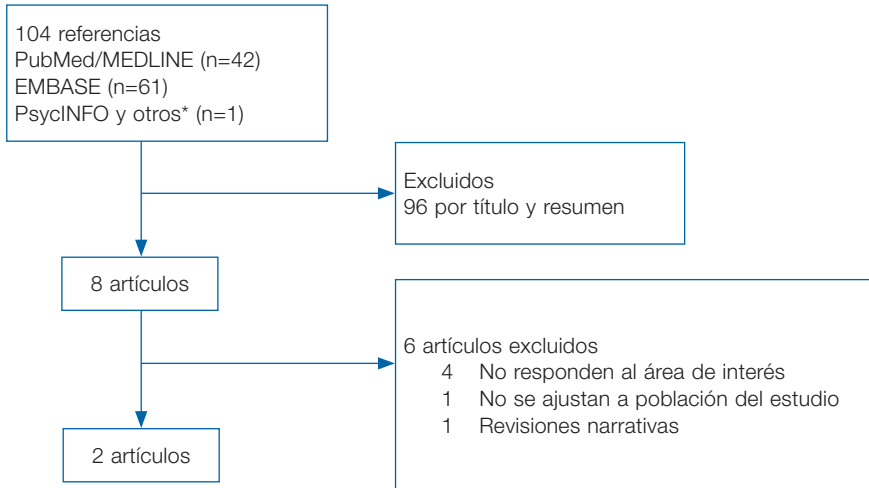 104 referencias
PubMed/MEDLINE (n=42)
EMBASE (n=61)
PsycINFO y otros* (n=1)
Excluidos
96 por título y resumen
8 artículos
6 artículos excluidos
4 No responden al área de interés
1 No se ajustan a población del estudio
1 Revisiones narrativas
2 artículos